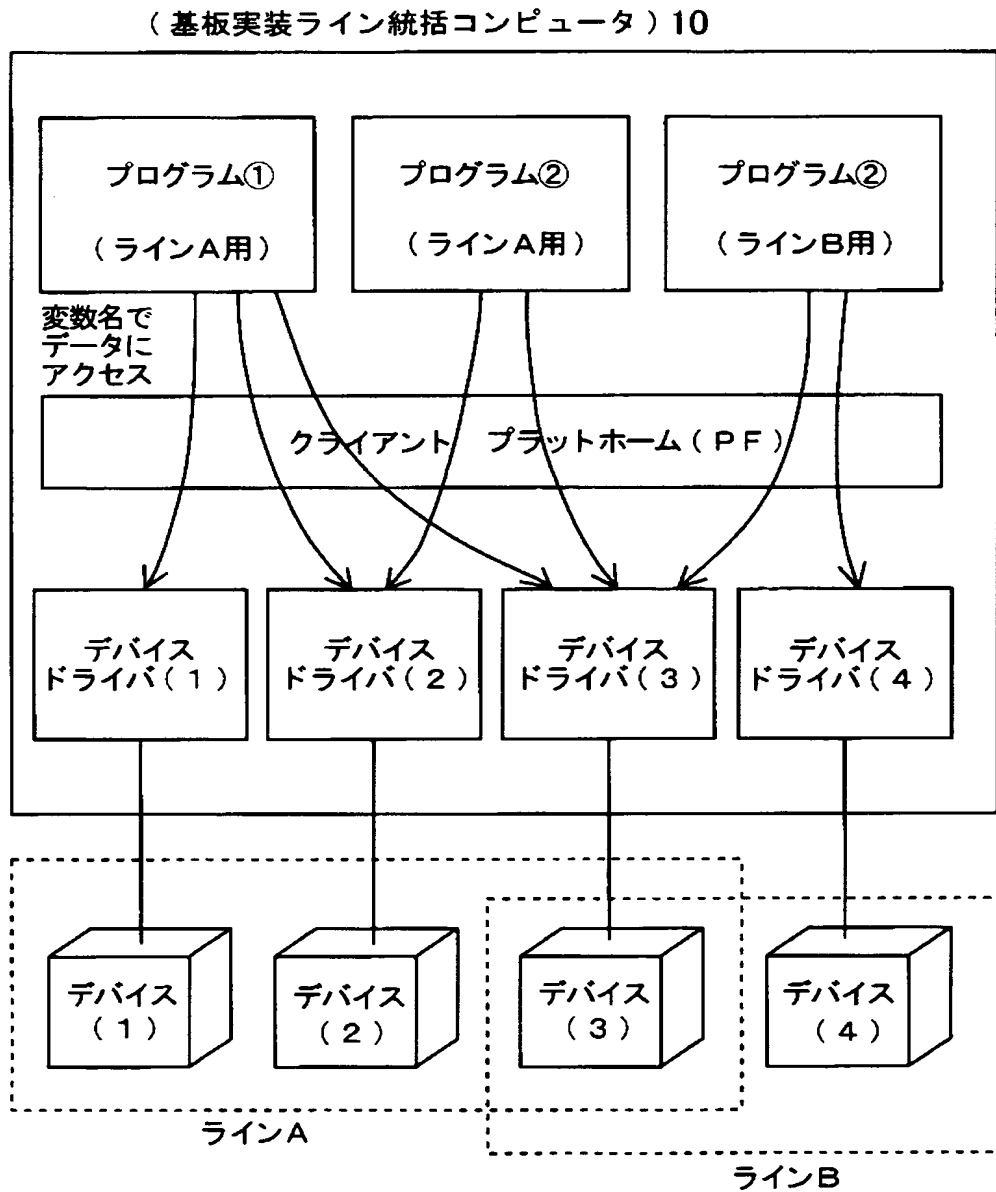 (基板実装ライン統括コンピュータ)10
プログラム①
(ラインA用)
プログラム②
(ラインA用)
プログラム②
(ラインB用)
変数名で
データに
アクセス
クライアント プラットホーム(PF)
デバイス
ドライバ(1)
デバイス
ドライバ(2)
デバイス
ドライバ(3)
デバイス
ドライバ(4)
デバイス
(1)
デバイス
(2)
デバイス
(3)
デバイス
(4)
ラインA
ラインB